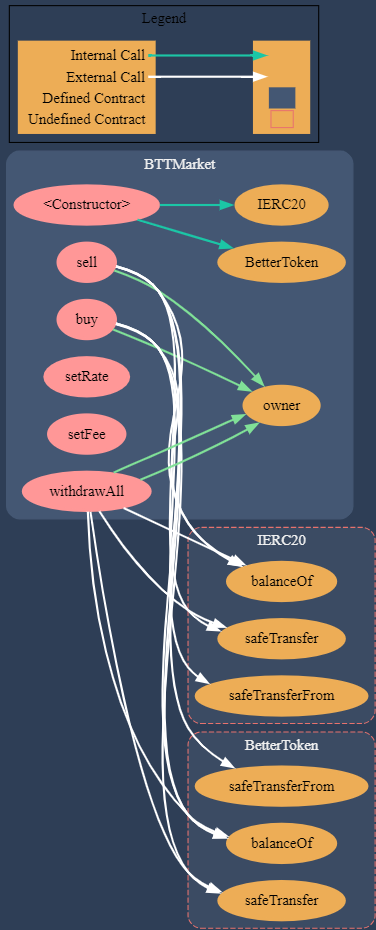 Legend
Internal Call
External Call
Defined Contract
Undefined Contract
BTTMarket
<Constructor>
IERC20
sell
BetterToken
buy
setRate
owner
setFee
withdrawAll
IERC20
balanceOf
safeTransfer
safeTransferFrom
BetterToken
safeTransferFrom
balanceOf
safeTransfer